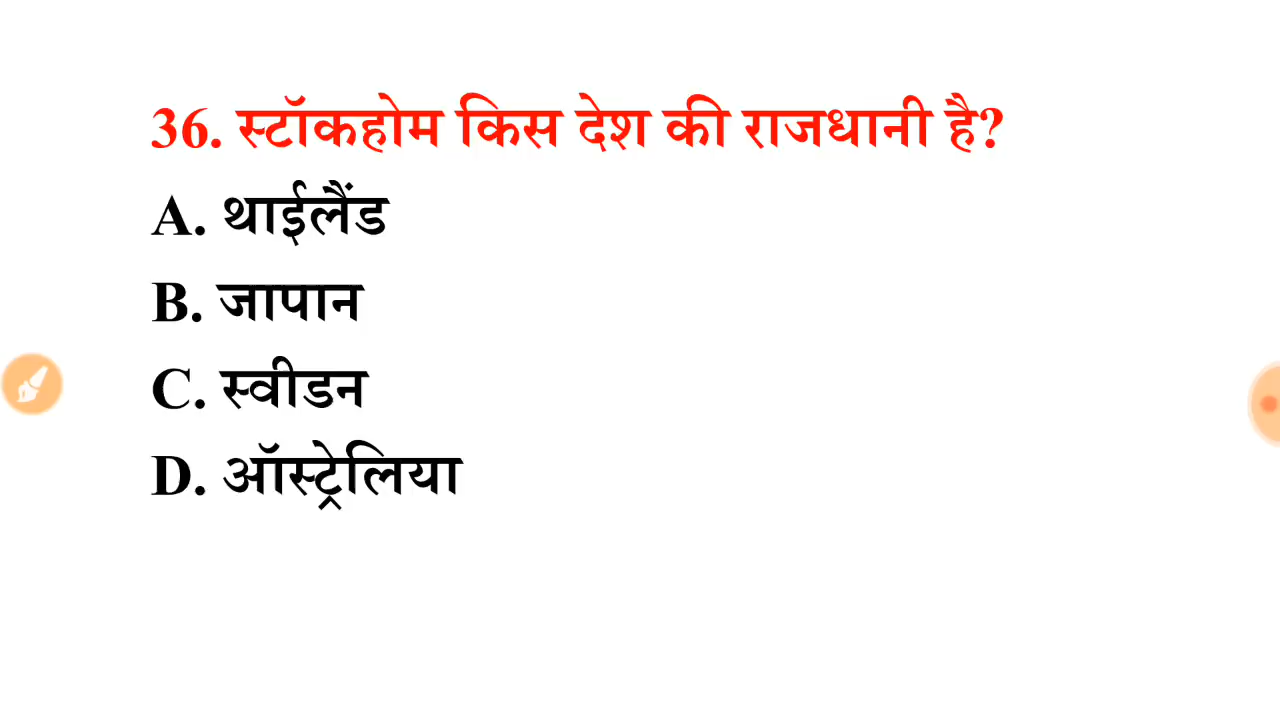 36. स्टॉकहोम किस देश की राजधानी है?
A. थाईलैंड
B. जापान
C. स्वीडन
D. ऑस्ट्रेलिया